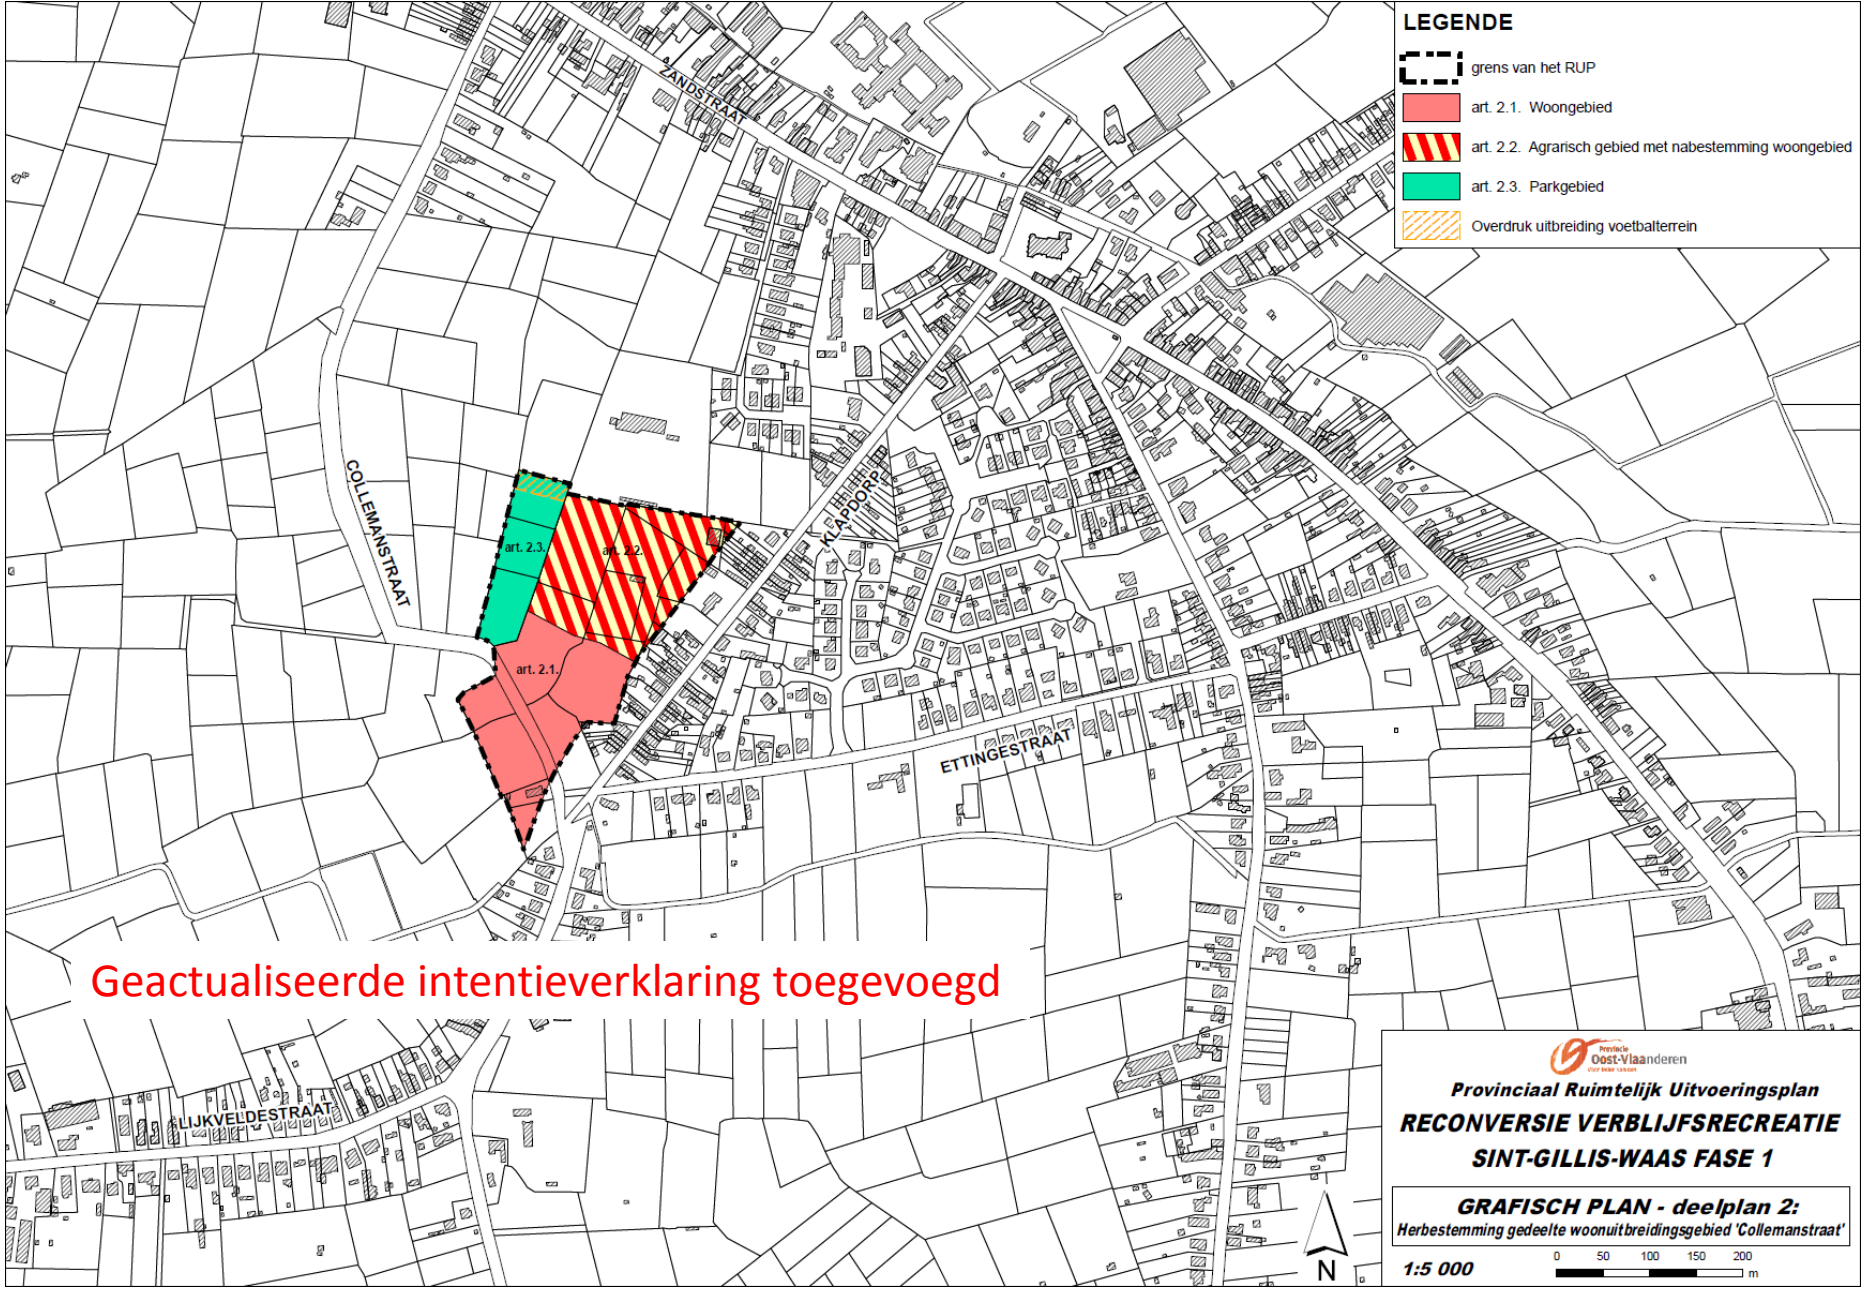 LEGENDE
grens van het RUP
art. 2.1. Woongebied
art. 2.2. Agrarisch gebied met nabestemming woongebied
art. 2.3. Parkgebied
Overdruk uitbreiding voetbalterrein
ZANDSTRAAT
COLLEMANSTRAAT
KLAPDORP
art. 2.3.
art. 2.2.
art. 2.1.
ETTINGESTRAAT
Geactualiseerde intentieverklaring toegevoegd
LIJKVELDESTRAAT
Provincie
Oost-Vlaanderen
Provinciaal Ruimtelijk Uitvoeringsplan
RECONVERSIE VERBLIJFSRECREATIE
SINT-GILLIS-WAAS FASE 1
GRAFISCH PLAN - deelplan 2:
Herbestemming gedeelte woonuitbreidingsgebied 'Collemanstraat'
N
1:5 000
0 50 100 150 200
m